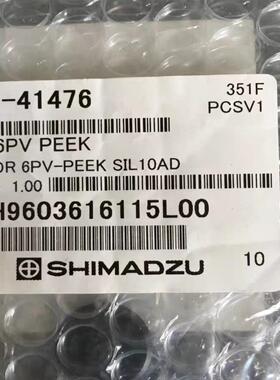 -41476
351F
PCSV1
6PV PEEK
OR 6PV-PEEK SIL10AD
1.00
H9603616115L00
SHIMADZU
10